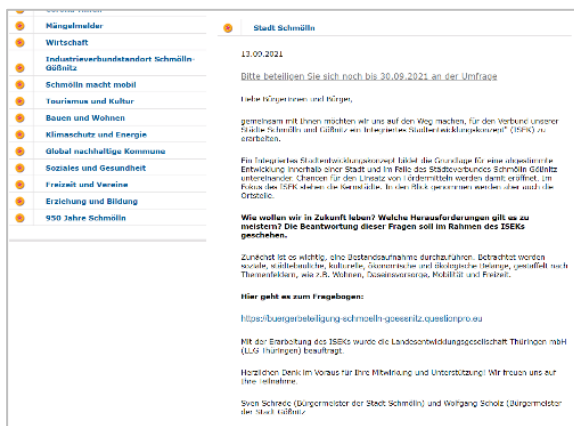 Mängelmelder
Wirtschaft
Industrieverbundstandort Schmölln-
Gößnitz
Schmölln macht mobil
Tourismus und Kultur
Bauen und Wohnen
Klimaschutz und Energie
Global nachhaltige Kommune
Soziales und Gesundheit
Freizeit und Vereine
Erziehung und Bildung
950 Jahre Schmölln
Stadt Schmölln
13.09.2021
Bitte beteiligen Sie sich noch bis 30.09.2021 an der Umfrage
Liebe Bürgerinnen und Bürger,
gemeinsam mit Ihnen möchten wir uns auf den Weg machen, für den Verbund unserer
Städte Schmölln und Gößnitz ein Integriertes Stadtentwicklungskonzept" (ISEK) zu
erarbeiten.
Ein Integriertes Stadtentwicklungskonzept bildet die Grundlage für eine abgestimmte
Entwicklung innerhalb einer Stadt und im Falle des Städteverbundes Schmölln Gößnitz
untereinander. Chancen für den Einsatz von Fördermitteln werden damit eröffnet. Im
Fokus des ISEK stehen die Kernstädte. In den Blick genommen werden aber auch die
Ortsteile.
Wie wollen wir in Zukunft leben? Welche Herausforderungen gilt es zu
meistern? Die Beantwortung dieser Fragen soll im Rahmen des ISEKs
geschehen.
Zunächst ist es wichtig, eine Bestandsaufnahme durchzuführen. Betrachtet werden
soziale, städtebauliche, kulturelle, ökonomische und ökologische Belange, gestaffelt nach
Themenfeldern, wie z.B. Wohnen, Daseinsvorsorge, Mobilität und Freizeit.
Hier geht es zum Fragebogen:
https://buergerbeteiligung-schmoelln-goessnitz.questionpro.eu
Mit der Erarbeitung des ISEKs wurde die Landesentwicklungsgesellschaft Thüringen mbH
(LEG Thüringen) beauftragt.
Herzlichen Dank im Voraus für Ihre Mitwirkung und Unterstützung! Wir freuen uns auf
Ihre Teilnahme.
Sven Schrade (Bürgermeister der Stadt Schmölln) und Wolfgang Scholz (Bürgermeister
der Stadt Gößnitz